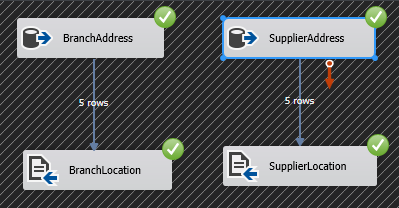 BranchAddress
SupplierAddress
5 rows
5 rows
BranchLocation
SupplierLocation